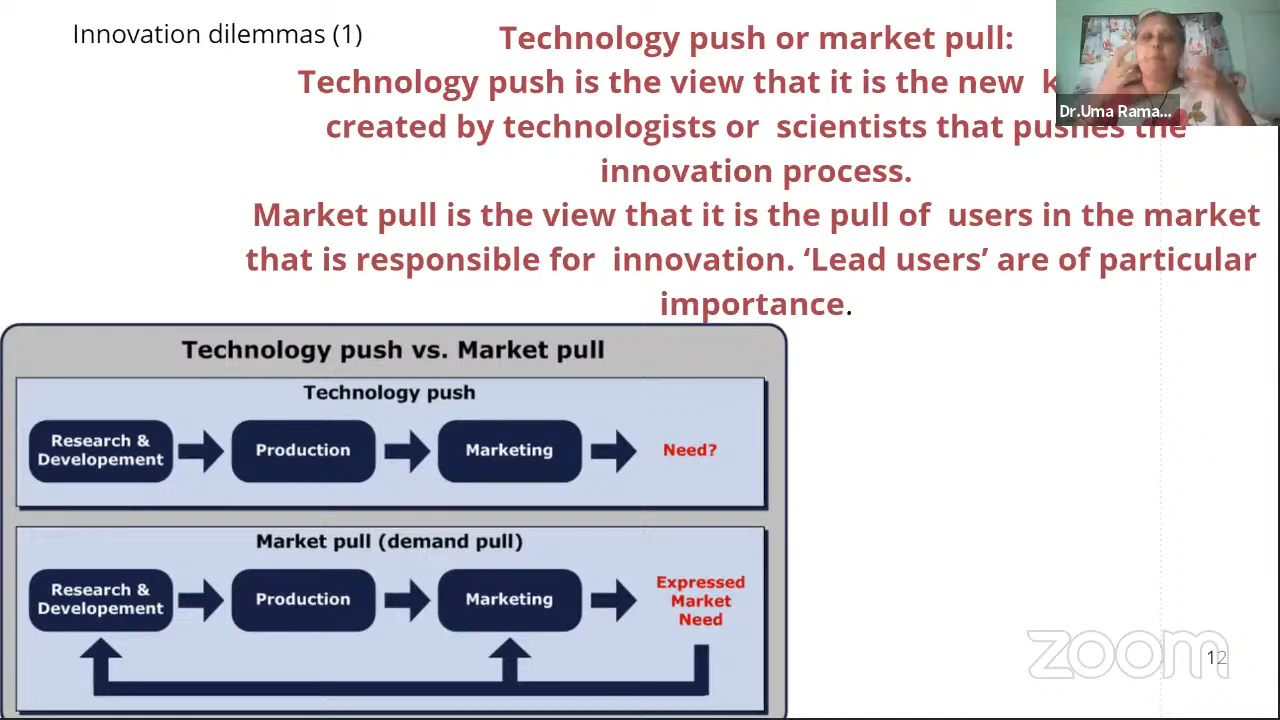 Innovation dilemmas (1)
Technology push or market pull:
Technology push is the view that it is the new
created by technologists or scientists that pushes the
innovation process.
Market pull is the view that it is the pull of users in the market
that is responsible for innovation. ‘Lead users’ are of particular
importance.
Dr.Uma Rama...
Technology push vs. Market pull
Technology push
Research &
Developement
Production
Marketing
Need?
Market pull (demand pull)
Research &
Developement
Production
Marketing
Expressed
Market
Need
zoom
12